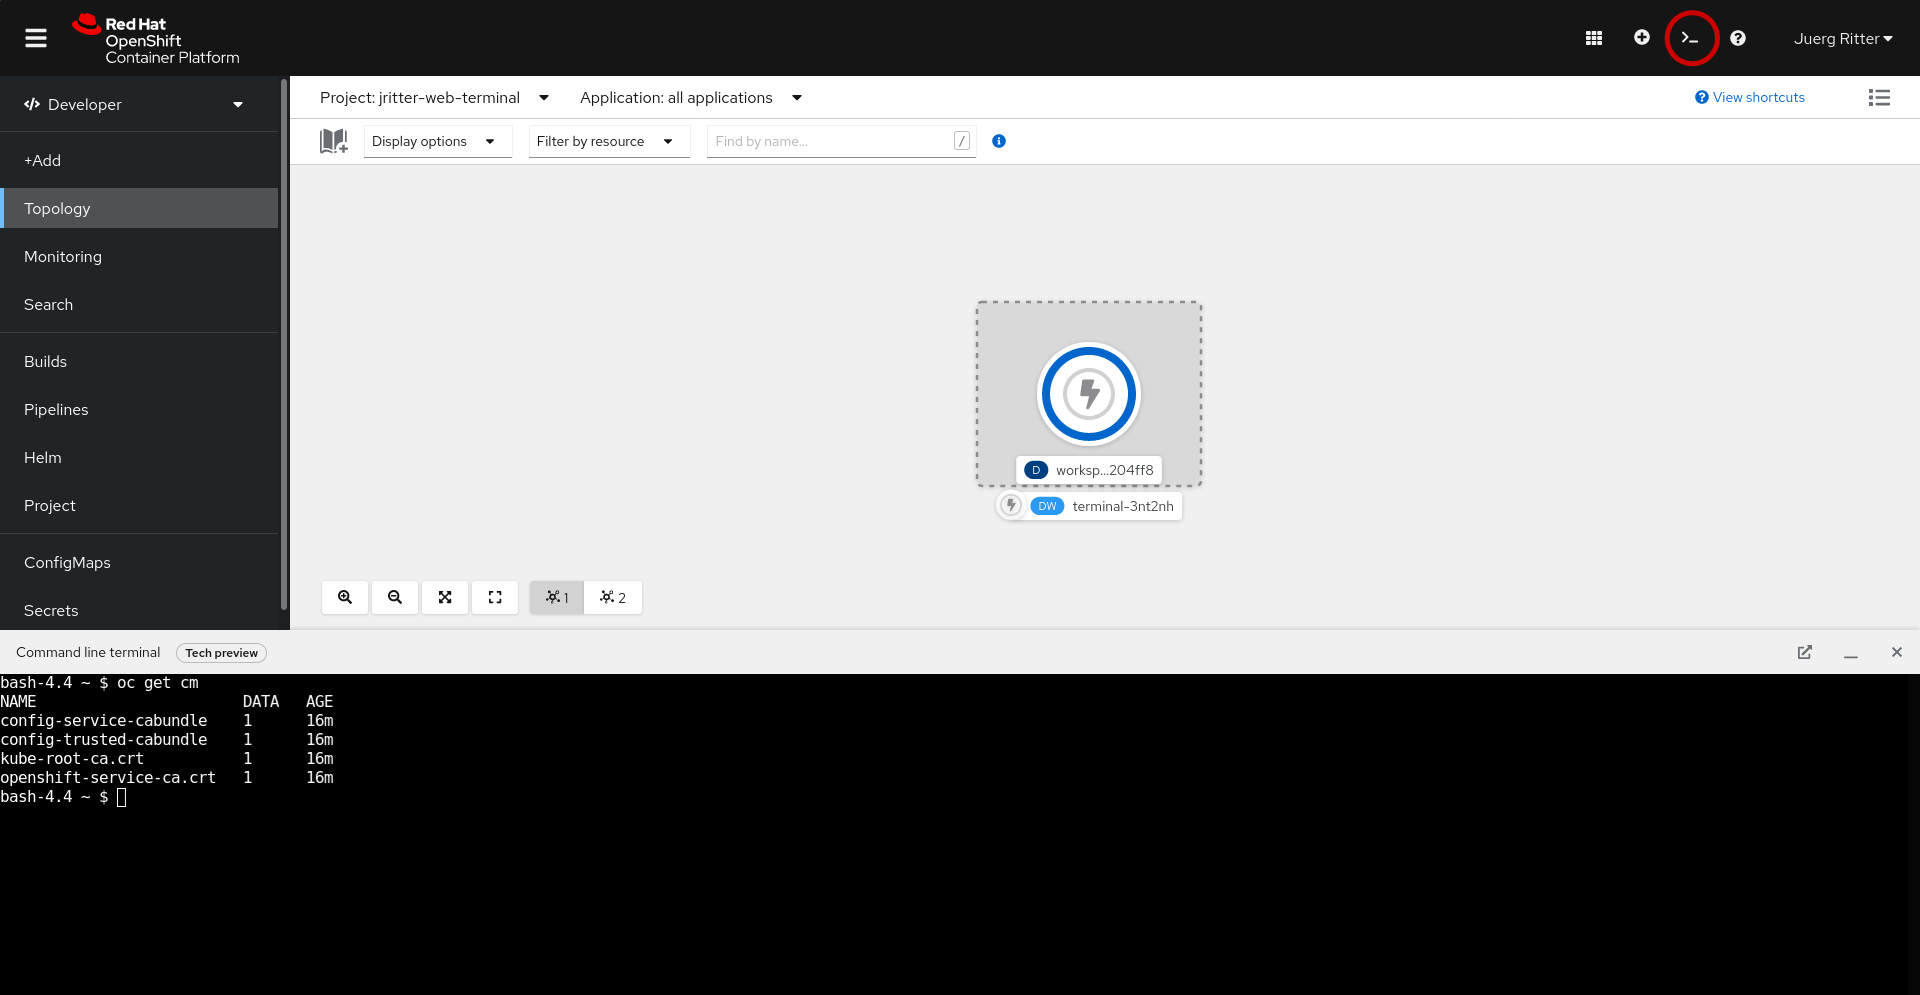 Red Hat
OpenShift
Container Platform
Juerg Ritter
Developer
+Add
Topology
Monitoring
Search
Builds
Pipelines
Helm
Project
ConfigMaps
Secrets
Project: jritter-web-terminal
Application: all applications
View shortcuts
Display options
Filter by resource
Find by name...
/
D worksp...204ff8
DW terminal-3nt2nh
1
2
Command line terminal
Tech preview
bash-4.4 ~ $ oc get cm
NAME DATA AGE
config-service-cabundle 1 16m
config-trusted-cabundle 1 16m
kube-root-ca.crt 1 16m
openshift-service-ca.crt 1 16m
bash-4.4 ~ $